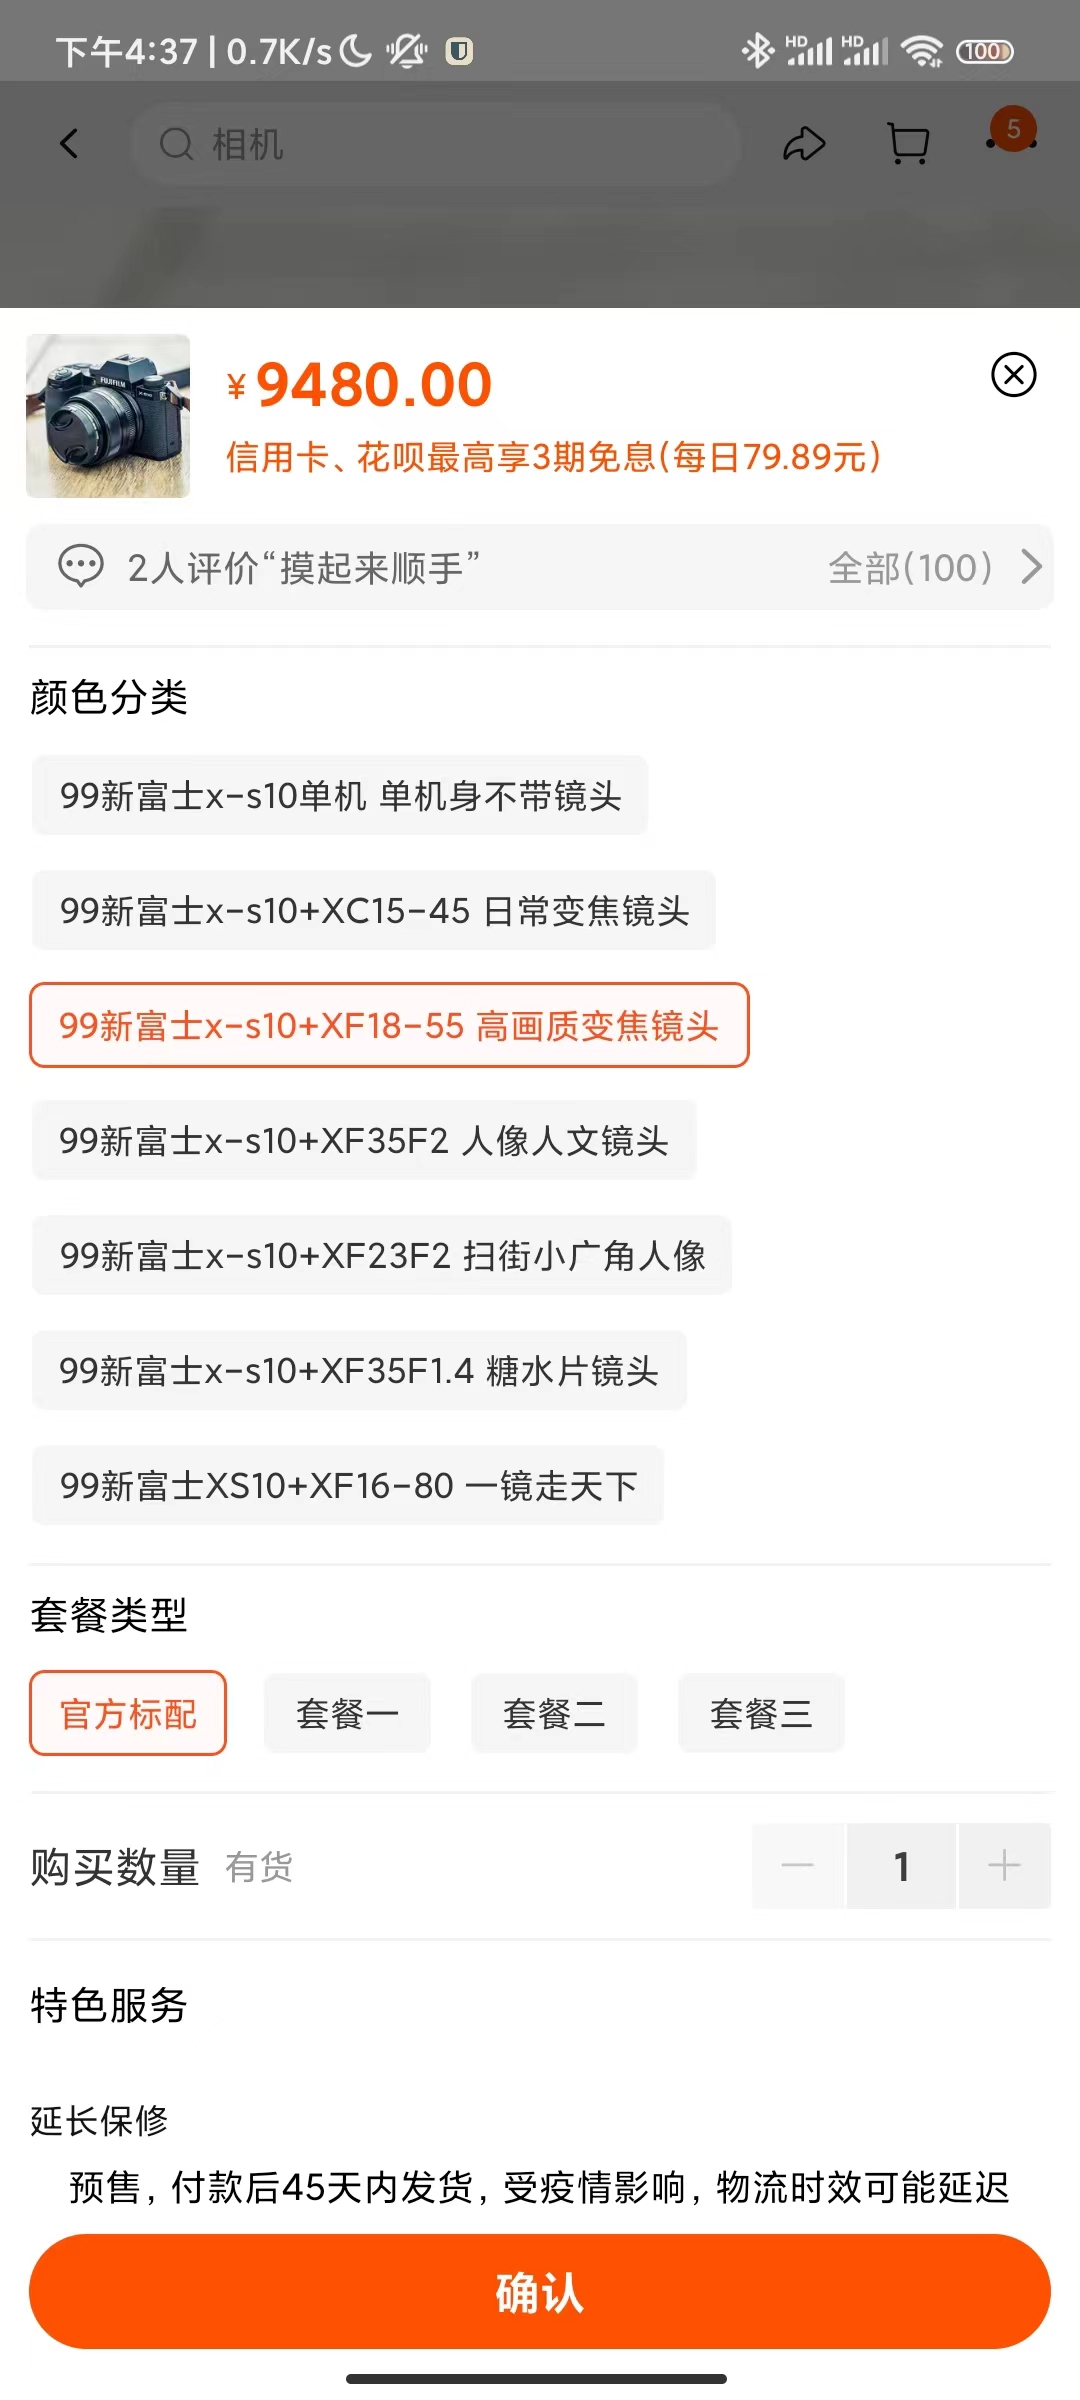 下午4:37 | 0.7K/s
HD HD 100
相机
5
FUJIFILM
¥9480.00
信用卡、花呗最高享3期免息(每日79.89元)
2人评价“摸起来顺手” 全部(100)
颜色分类
99新富士x-s10单机 单机身不带镜头
99新富士x-s10+XC15-45 日常变焦镜头
99新富士x-s10+XF18-55 高画质变焦镜头
99新富士x-s10+XF35F2 人像人文镜头
99新富士x-s10+XF23F2 扫街小广角人像
99新富士x-s10+XF35F1.4 糖水片镜头
99新富士XS10+XF16-80 一镜走天下
套餐类型
官方标配 套餐一 套餐二 套餐三
购买数量 有货 1
特色服务
延长保修
预售，付款后45天内发货，受疫情影响，物流时效可能延迟
确认